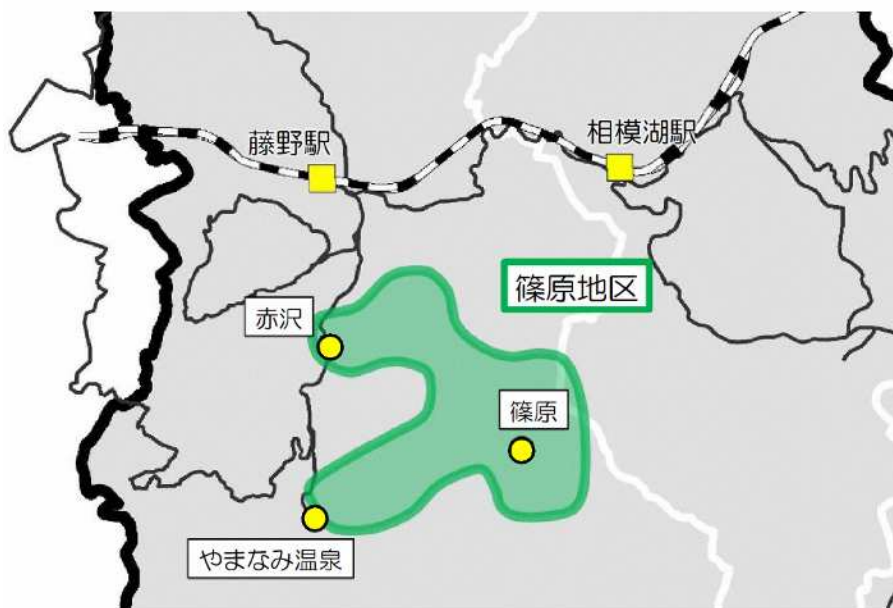 相模湖駅
藤野駅
篠原地区
赤沢
篠原
やまなみ温泉